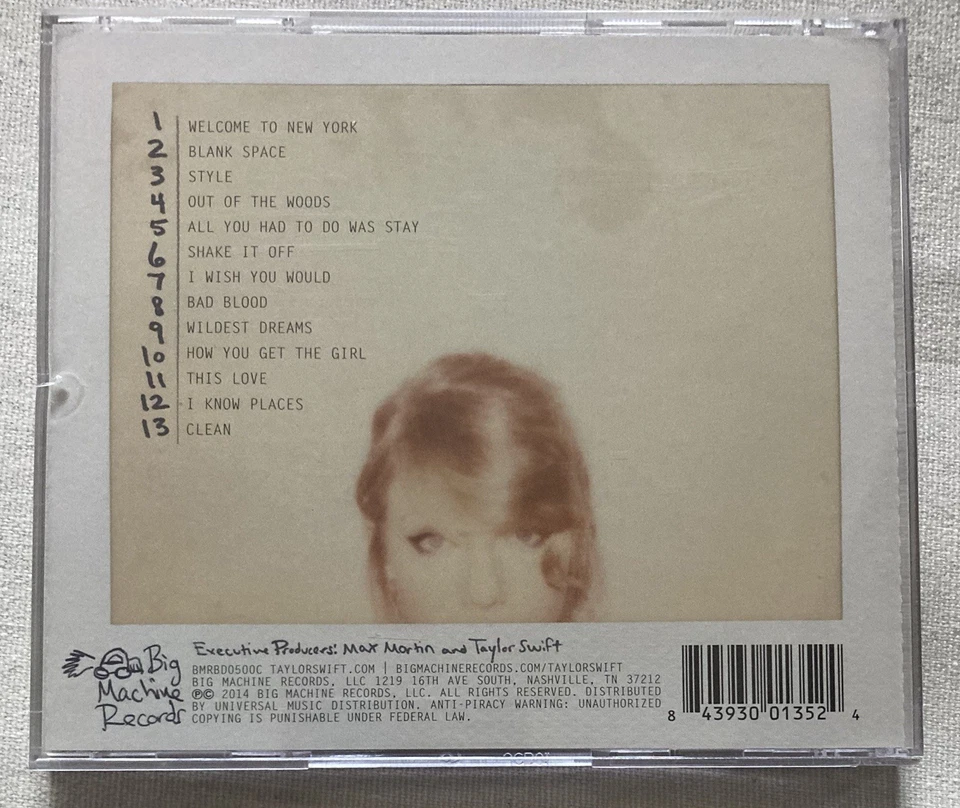 1 WELCOME TO NEW YORK
2 BLANK SPACE
3 STYLE
4 OUT OF THE WOODS
5 ALL YOU HAD TO DO WAS STAY
6 SHAKE IT OFF
7 I WISH YOU WOULD
8 BAD BLOOD
9 WILDEST DREAMS
10 HOW YOU GET THE GIRL
11 THIS LOVE
12 I KNOW PLACES
13 CLEAN
Big
Machine
Records
Executive Producers: Max Martin and Taylor Swift
BMRBD0500C TAYLORSWIFT.COM | BIGMACHINERECORDS.COM/TAYLORSWIFT
BIG MACHINE RECORDS, LLC 1219 16TH AVE SOUTH, NASHVILLE, TN 37212
℗© 2014 BIG MACHINE RECORDS, LLC. ALL RIGHTS RESERVED. DISTRIBUTED
BY UNIVERSAL MUSIC DISTRIBUTION. ANTI-PIRACY WARNING: UNAUTHORIZED
COPYING IS PUNISHABLE UNDER FEDERAL LAW.
8 43930 01352 4